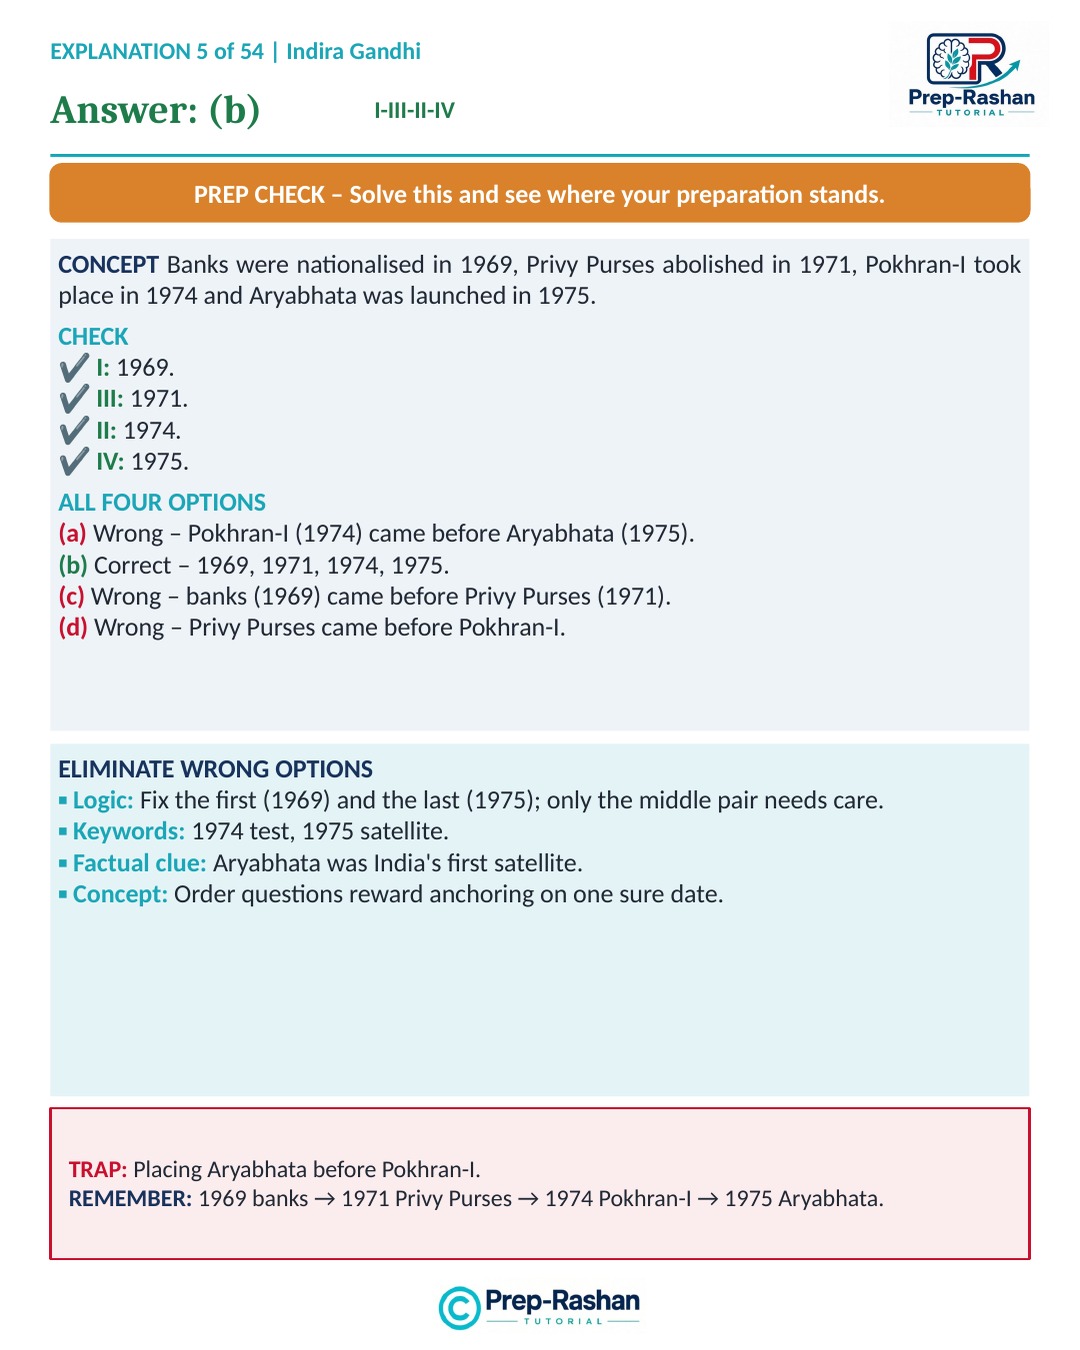 EXPLANATION 5 of 54 | Indira Gandhi
Prep-Rashan
TUTORIAL
Answer: (b) I-III-II-IV
PREP CHECK – Solve this and see where your preparation stands.
CONCEPT Banks were nationalised in 1969, Privy Purses abolished in 1971, Pokhran-I took
place in 1974 and Aryabhata was launched in 1975.
CHECK
✔ I: 1969.
✔ III: 1971.
✔ II: 1974.
✔ IV: 1975.
ALL FOUR OPTIONS
(a) Wrong – Pokhran-I (1974) came before Aryabhata (1975).
(b) Correct – 1969, 1971, 1974, 1975.
(c) Wrong – banks (1969) came before Privy Purses (1971).
(d) Wrong – Privy Purses came before Pokhran-I.
ELIMINATE WRONG OPTIONS
▪ Logic: Fix the first (1969) and the last (1975); only the middle pair needs care.
▪ Keywords: 1974 test, 1975 satellite.
▪ Factual clue: Aryabhata was India's first satellite.
▪ Concept: Order questions reward anchoring on one sure date.
TRAP: Placing Aryabhata before Pokhran-I.
REMEMBER: 1969 banks → 1971 Privy Purses → 1974 Pokhran-I → 1975 Aryabhata.
© Prep-Rashan
TUTORIAL